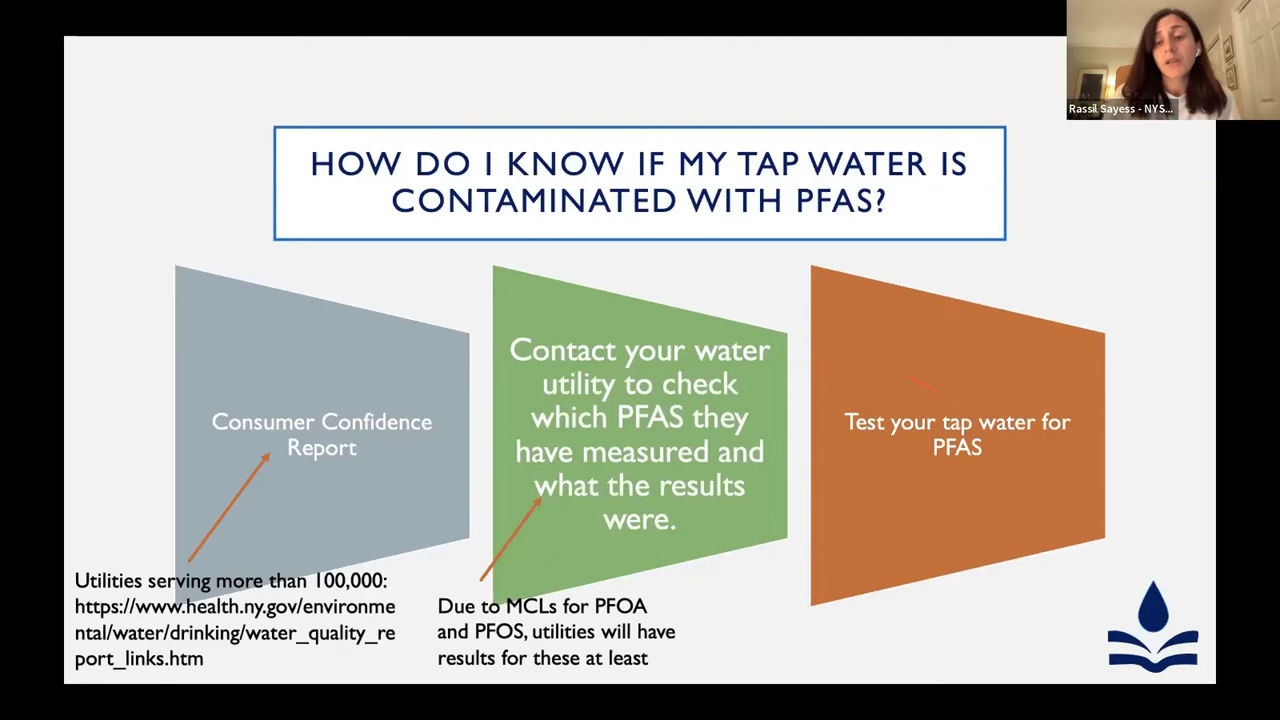 Rassil Sayess - NYS...
HOW DO I KNOW IF MY TAP WATER IS
CONTAMINATED WITH PFAS?
Consumer Confidence
Report
Contact your water
utility to check
which PFAS they
have measured and
what the results
were.
Test your tap water for
PFAS
Utilities serving more than 100,000:
https://www.health.ny.gov/environme
ntal/water/drinking/water_quality_re
port_links.htm
Due to MCLs for PFOA
and PFOS, utilities will have
results for these at least